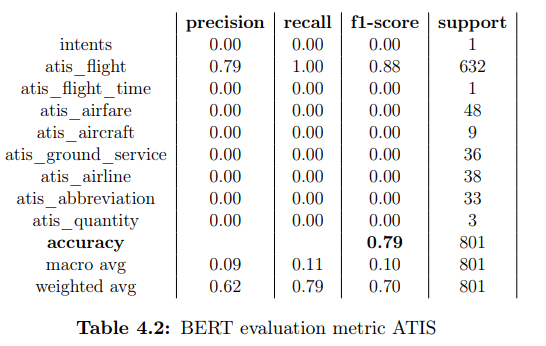 precision recall f1-score support
intents 0.00 0.00 0.00 1
atis_flight 0.79 1.00 0.88 632
atis_flight_time 0.00 0.00 0.00 1
atis_airfare 0.00 0.00 0.00 48
atis_aircraft 0.00 0.00 0.00 9
atis_ground_service 0.00 0.00 0.00 36
atis_airline 0.00 0.00 0.00 38
atis_abbreviation 0.00 0.00 0.00 33
atis_quantity 0.00 0.00 0.00 3
accuracy 0.79 801
macro avg 0.09 0.11 0.10 801
weighted avg 0.62 0.79 0.70 801
Table 4.2: BERT evaluation metric ATIS